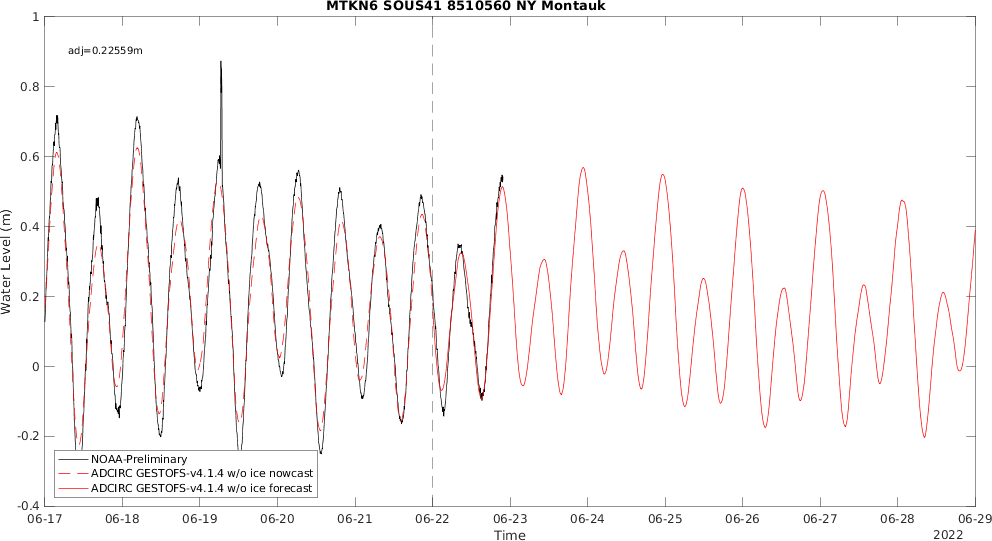 MTKN6 SOUS41 8510560 NY Montauk
adj=0.22559m
Water Level (m)
1
0.8
0.6
0.4
0.2
0
-0.2
-0.4
NOAA-Preliminary
ADCIRC GESTOFS-v4.1.4 w/o ice nowcast
ADCIRC GESTOFS-v4.1.4 w/o ice forecast
06-17 06-18 06-19 06-20 06-21 06-22 06-23 06-24 06-25 06-26 06-27 06-28 06-29
Time
2022